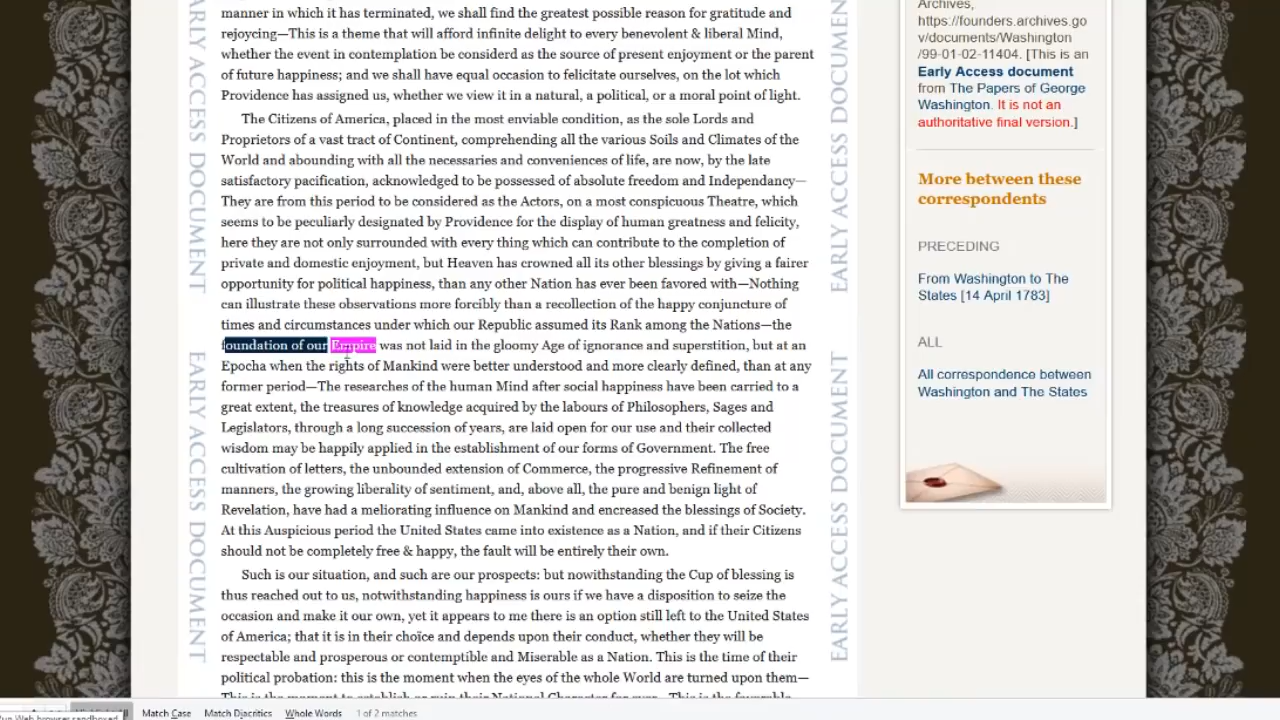 manner in which it has terminated, we shall find the greatest possible reason for gratitude and
rejoycing—This is a theme that will afford infinite delight to every benevolent & liberal Mind,
whether the event in contemplation be considerd as the source of present enjoyment or the parent
of future happiness; and we shall have equal occasion to felicitate ourselves, on the lot which
Providence has assigned us, whether we view it in a natural, a political, or a moral point of light.
The Citizens of America, placed in the most enviable condition, as the sole Lords and
Proprietors of a vast tract of Continent, comprehending all the various Soils and Climates of the
World and abounding with all the necessaries and conveniences of life, are now, by the late
satisfactory pacification, acknowledged to be possessed of absolute freedom and Independancy—
They are from this period to be considered as the Actors, on a most conspicuous Theatre, which
seems to be peculiarly designated by Providence for the display of human greatness and felicity,
here they are not only surrounded with every thing which can contribute to the completion of
private and domestic enjoyment, but Heaven has crowned all its other blessings by giving a fairer
opportunity for political happiness, than any other Nation has ever been favored with—Nothing
can illustrate these observations more forcibly than a recollection of the happy conjuncture of
times and circumstances under which our Republic assumed its Rank among the Nations—the
foundation of our Empire was not laid in the gloomy Age of ignorance and superstition, but at an
Epocha when the rights of Mankind were better understood and more clearly defined, than at any
former period—The researches of the human Mind after social happiness have been carried to a
great extent, the treasures of knowledge acquired by the labours of Philosophers, Sages and
Legislators, through a long succession of years, are laid open for our use and their collected
wisdom may be happily applied in the establishment of our forms of Government. The free
cultivation of letters, the unbounded extension of Commerce, the progressive Refinement of
manners, the growing liberality of sentiment, and, above all, the pure and benign light of
Revelation, have had a meliorating influence on Mankind and encreased the blessings of Society.
At this Auspicious period the United States came into existence as a Nation, and if their Citizens
should not be completely free & happy, the fault will be entirely their own.
Such is our situation, and such are our prospects: but nowithstanding the Cup of blessing is
thus reached out to us, notwithstanding happiness is ours if we have a disposition to seize the
occasion and make it our own, yet it appears to me there is an option still left to the United States
of America; that it is in their choïce and depends upon their conduct, whether they will be
respectable and prosperous or contemptible and Miserable as a Nation. This is the time of their
political probation: this is the moment when the eyes of the whole World are turned upon them—
This is the moment to establish or ruin their National Character for ever—This is the favorable
EARLY ACCESS DOCUMENT
EARLY ACCESS DOCUMENT
EARLY ACCESS DOCUMENT
EARLY ACCESS DOCUMENT
Archives,
https://founders.archives.go
v/documents/Washington
/99-01-02-11404. [This is an
Early Access document
from The Papers of George
Washington. It is not an
authoritative final version.]
More between these
correspondents
PRECEDING
From Washington to The
States [14 April 1783]
ALL
All correspondence between
Washington and The States
Match Case Match Diacritics Whole Words 1 of 2 matches